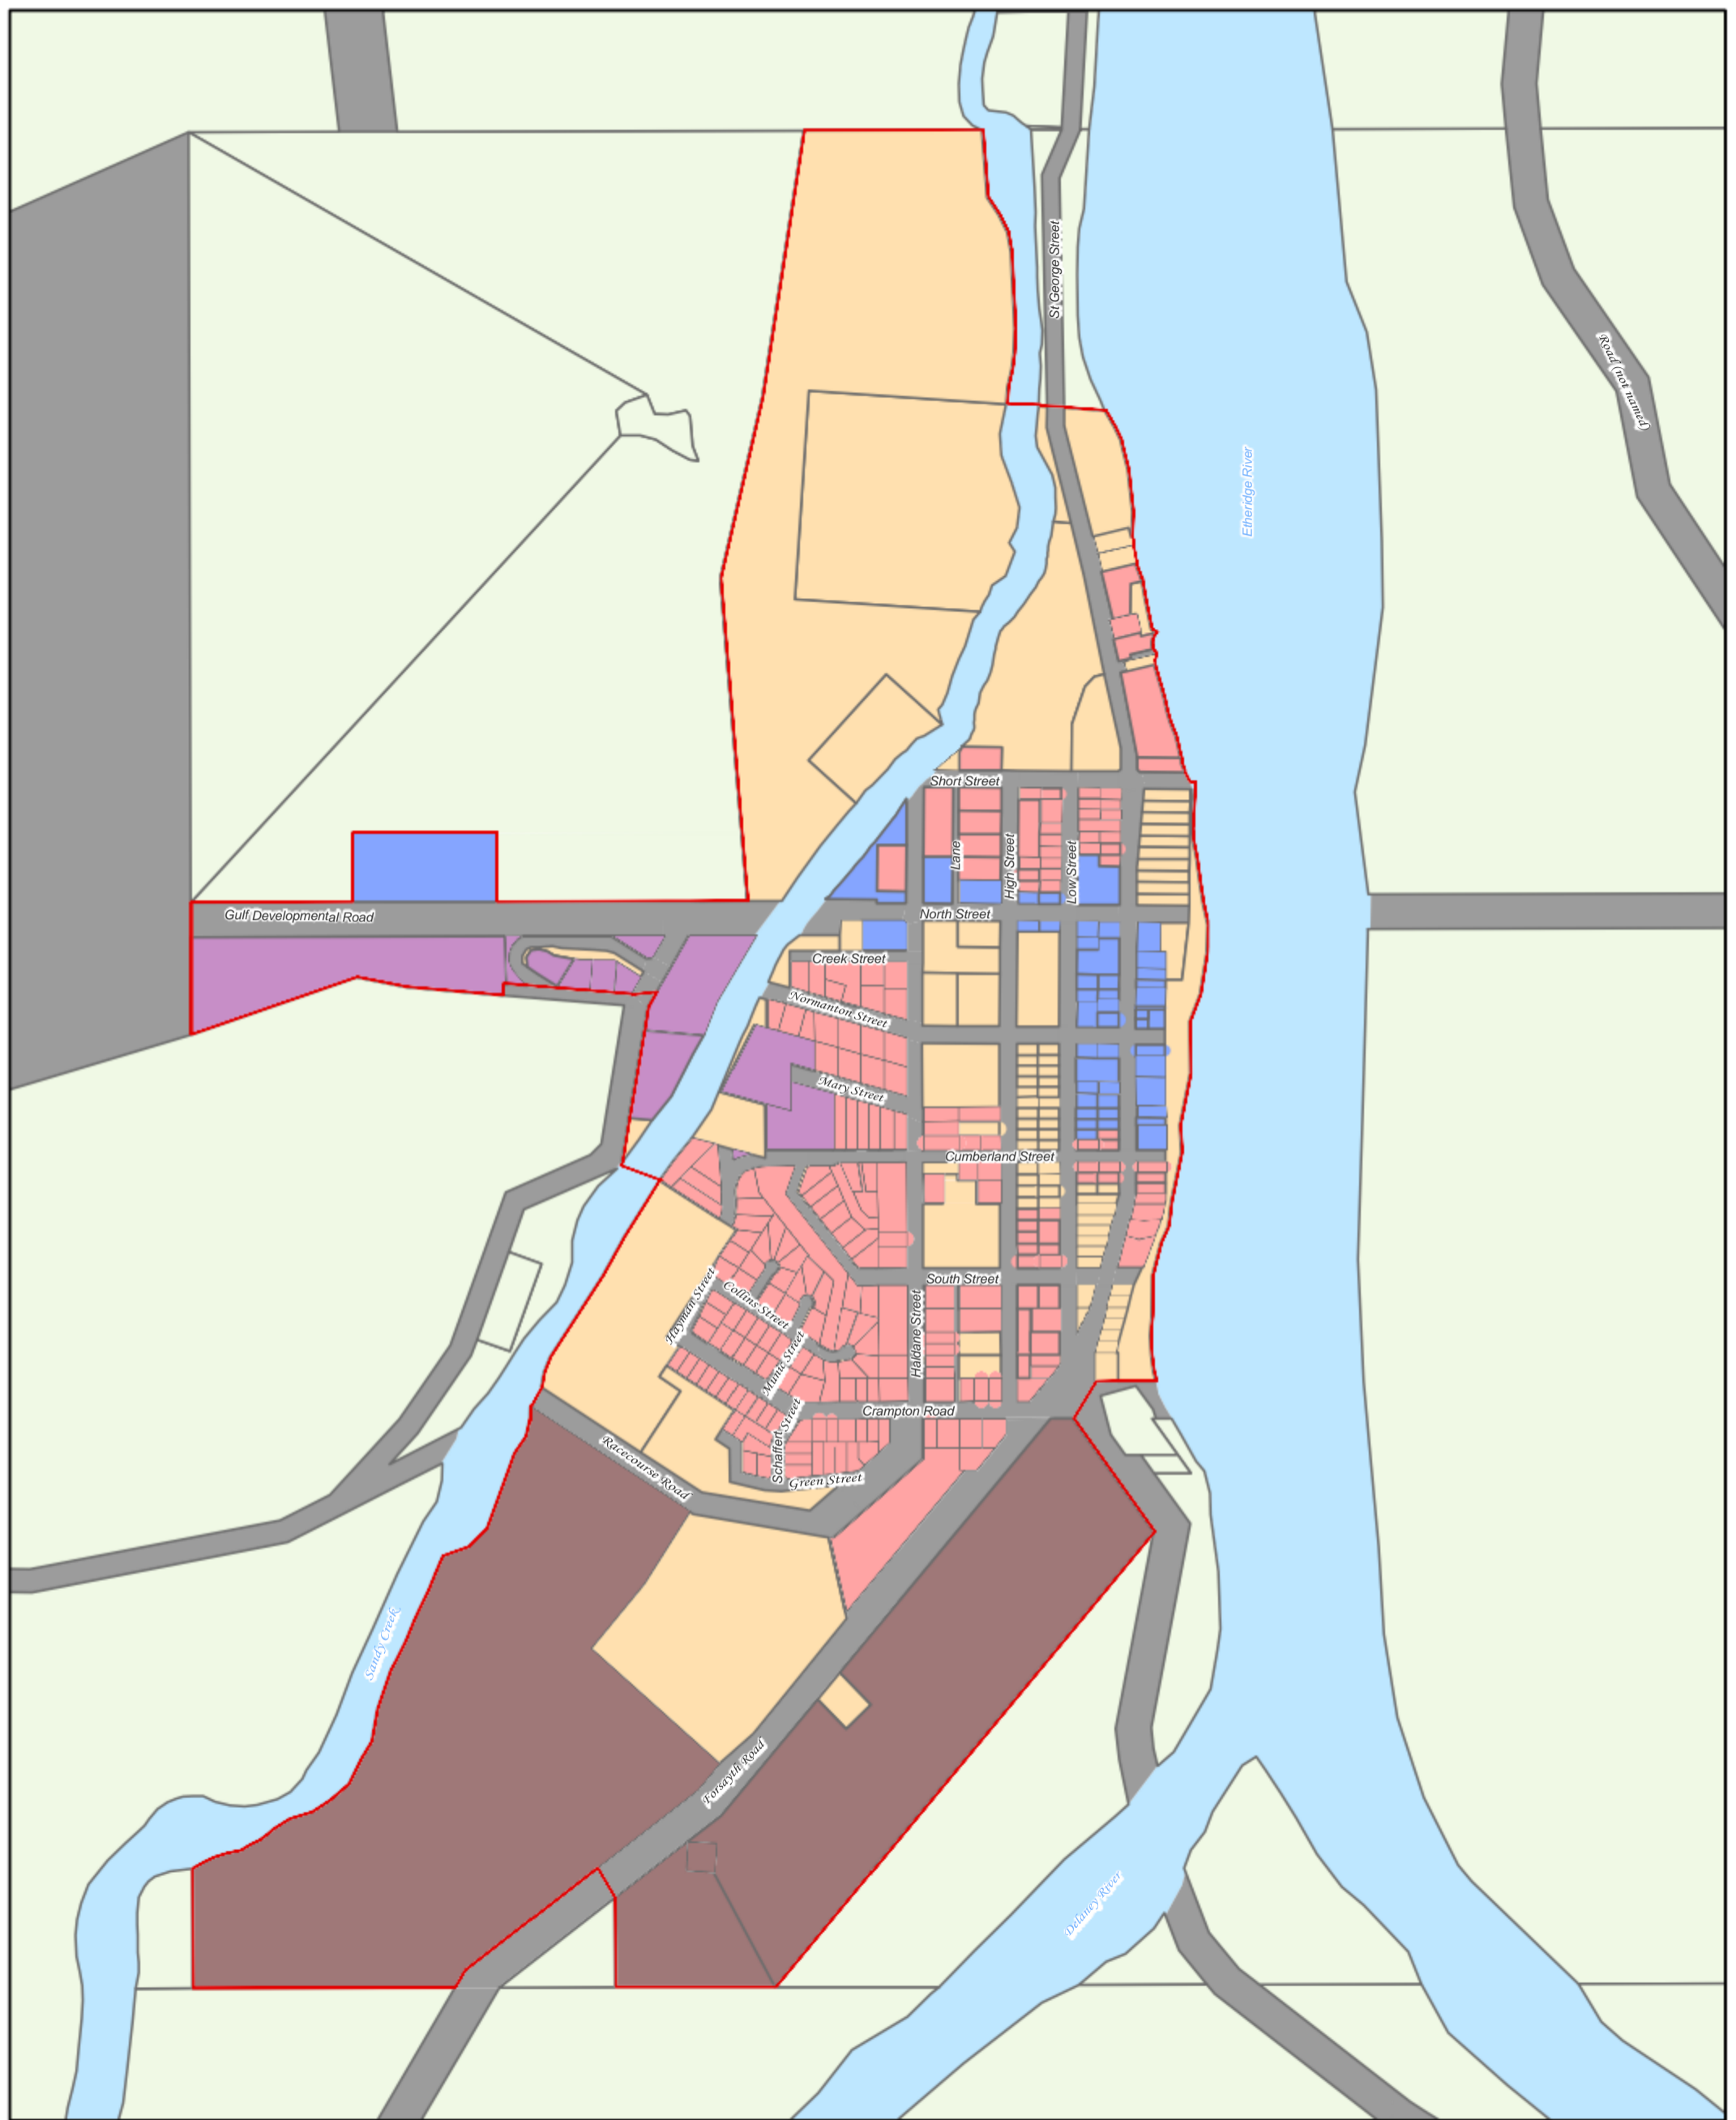 St George Street
Road (not named)
Etheridge River
Short Street
Lane
High Street
Low Street
Gulf Developmental Road
North Street
Creek Street
Normanton Street
Mary Street
Cumberland Street
South Street
Hayman Street
Collins Street
Haldane Street
Munic Street
Crampton Road
Schaffert Street
Racecourse Road
Green Street
Sandy Creek
Forsayth Road
Delaney River